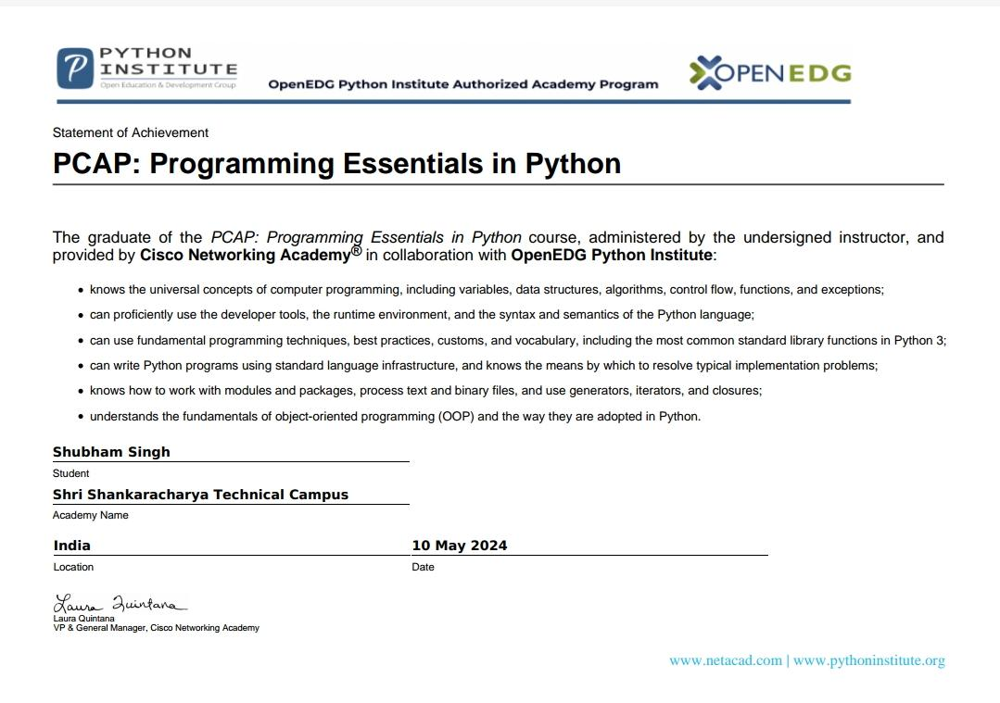 PYTHON
INSTITUTE
Open Education & Development Group
OpenEDG Python Institute Authorized Academy Program
OPENEDG
Statement of Achievement
PCAP: Programming Essentials in Python
The graduate of the PCAP: Programming Essentials in Python course, administered by the undersigned instructor, and
provided by Cisco Networking Academy® in collaboration with OpenEDG Python Institute:
• knows the universal concepts of computer programming, including variables, data structures, algorithms, control flow, functions, and exceptions;
• can proficiently use the developer tools, the runtime environment, and the syntax and semantics of the Python language;
• can use fundamental programming techniques, best practices, customs, and vocabulary, including the most common standard library functions in Python 3;
• can write Python programs using standard language infrastructure, and knows the means by which to resolve typical implementation problems;
• knows how to work with modules and packages, process text and binary files, and use generators, iterators, and closures;
• understands the fundamentals of object-oriented programming (OOP) and the way they are adopted in Python.
Shubham Singh
Student
Shri Shankaracharya Technical Campus
Academy Name
India 10 May 2024
Location Date
Laura Quintana
Laura Quintana
VP & General Manager, Cisco Networking Academy
www.netacad.com | www.pythoninstitute.org